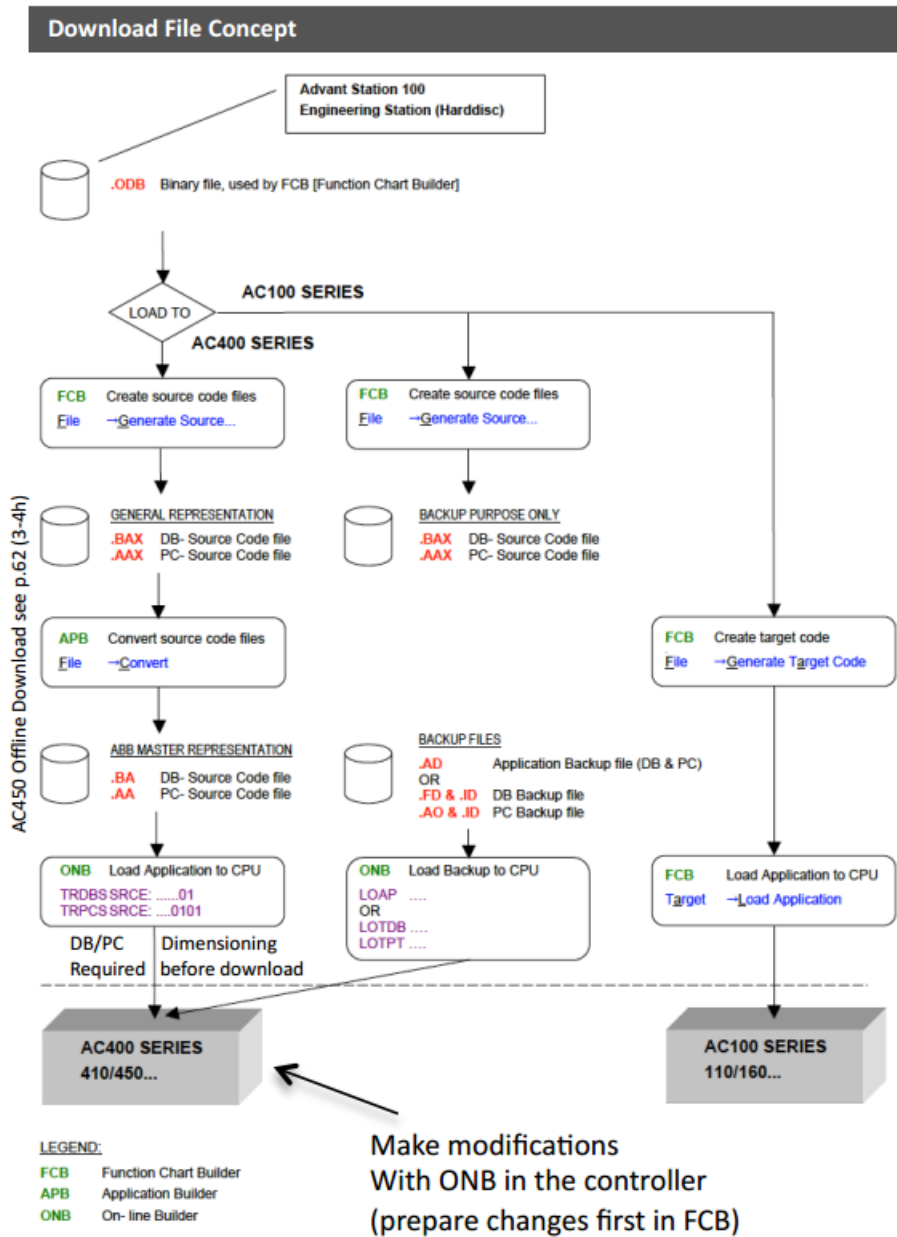 Download File Concept
Advant Station 100
Engineering Station (Harddisc)
.ODB Binary file, used by FCB [Function Chart Builder]
LOAD TO
AC100 SERIES
AC400 SERIES
FCB Create source code files
File →Generate Source...
FCB Create source code files
File →Generate Source...
AC450 Offline Download see p.62 (3-4h)
GENERAL REPRESENTATION
.BAX DB- Source Code file
.AAX PC- Source Code file
BACKUP PURPOSE ONLY
.BAX DB- Source Code file
.AAX PC- Source Code file
APB Convert source code files
File →Convert
FCB Create target code
File →Generate Target Code
ABB MASTER REPRESENTATION
.BA DB- Source Code file
.AA PC- Source Code file
BACKUP FILES
.AD Application Backup file (DB & PC)
OR
.FD & .ID DB Backup file
.AO & .ID PC Backup file
ONB Load Application to CPU
TRDBS SRCE: ......01
TRPCS SRCE: ....0101
ONB Load Backup to CPU
LOAP ....
OR
LOTDB ....
LOTPT ....
FCB Load Application to CPU
Target →Load Application
DB/PC Dimensioning
Required before download
AC400 SERIES
410/450...
AC100 SERIES
110/160...
Make modifications
With ONB in the controller
(prepare changes first in FCB)
LEGEND:
FCB Function Chart Builder
APB Application Builder
ONB On- line Builder